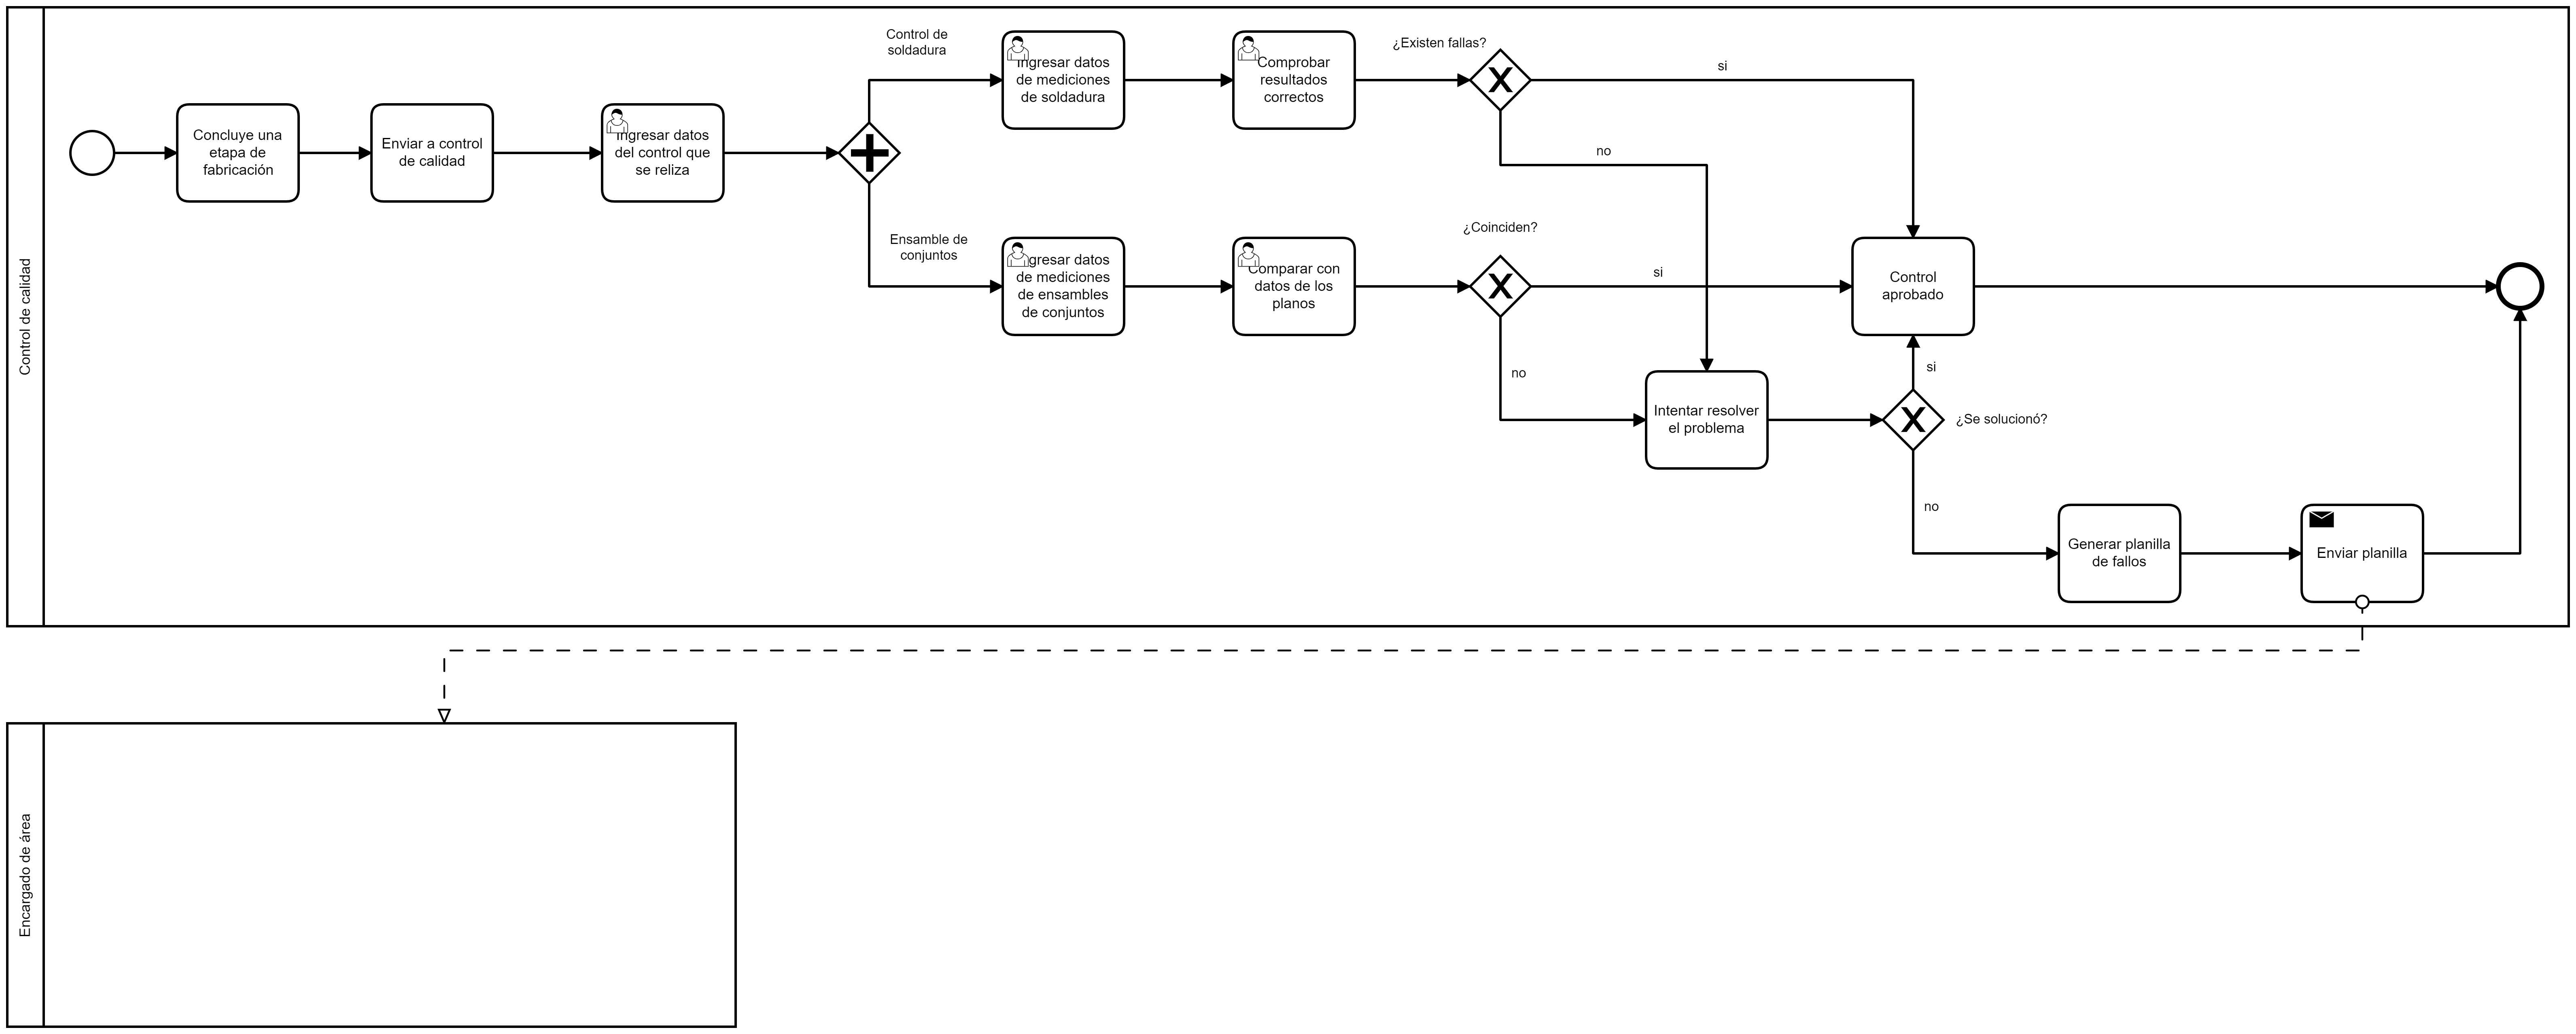 Control de calidad
Concluye una
etapa de
fabricación
Enviar a control
de calidad
Ingresar datos
del control que
se reliza
Control de
soldadura
Ingresar datos
de mediciones
de soldadura
Comprobar
resultados
correctos
¿Existen fallas?
si
no
Ensamble de
conjuntos
Ingresar datos
de mediciones
de ensambles
de conjuntos
Comparar con
datos de los
planos
¿Coinciden?
si
no
Control
aprobado
si
Intentar resolver
el problema
¿Se solucionó?
no
Generar planilla
de fallos
Enviar planilla
Encargado de área